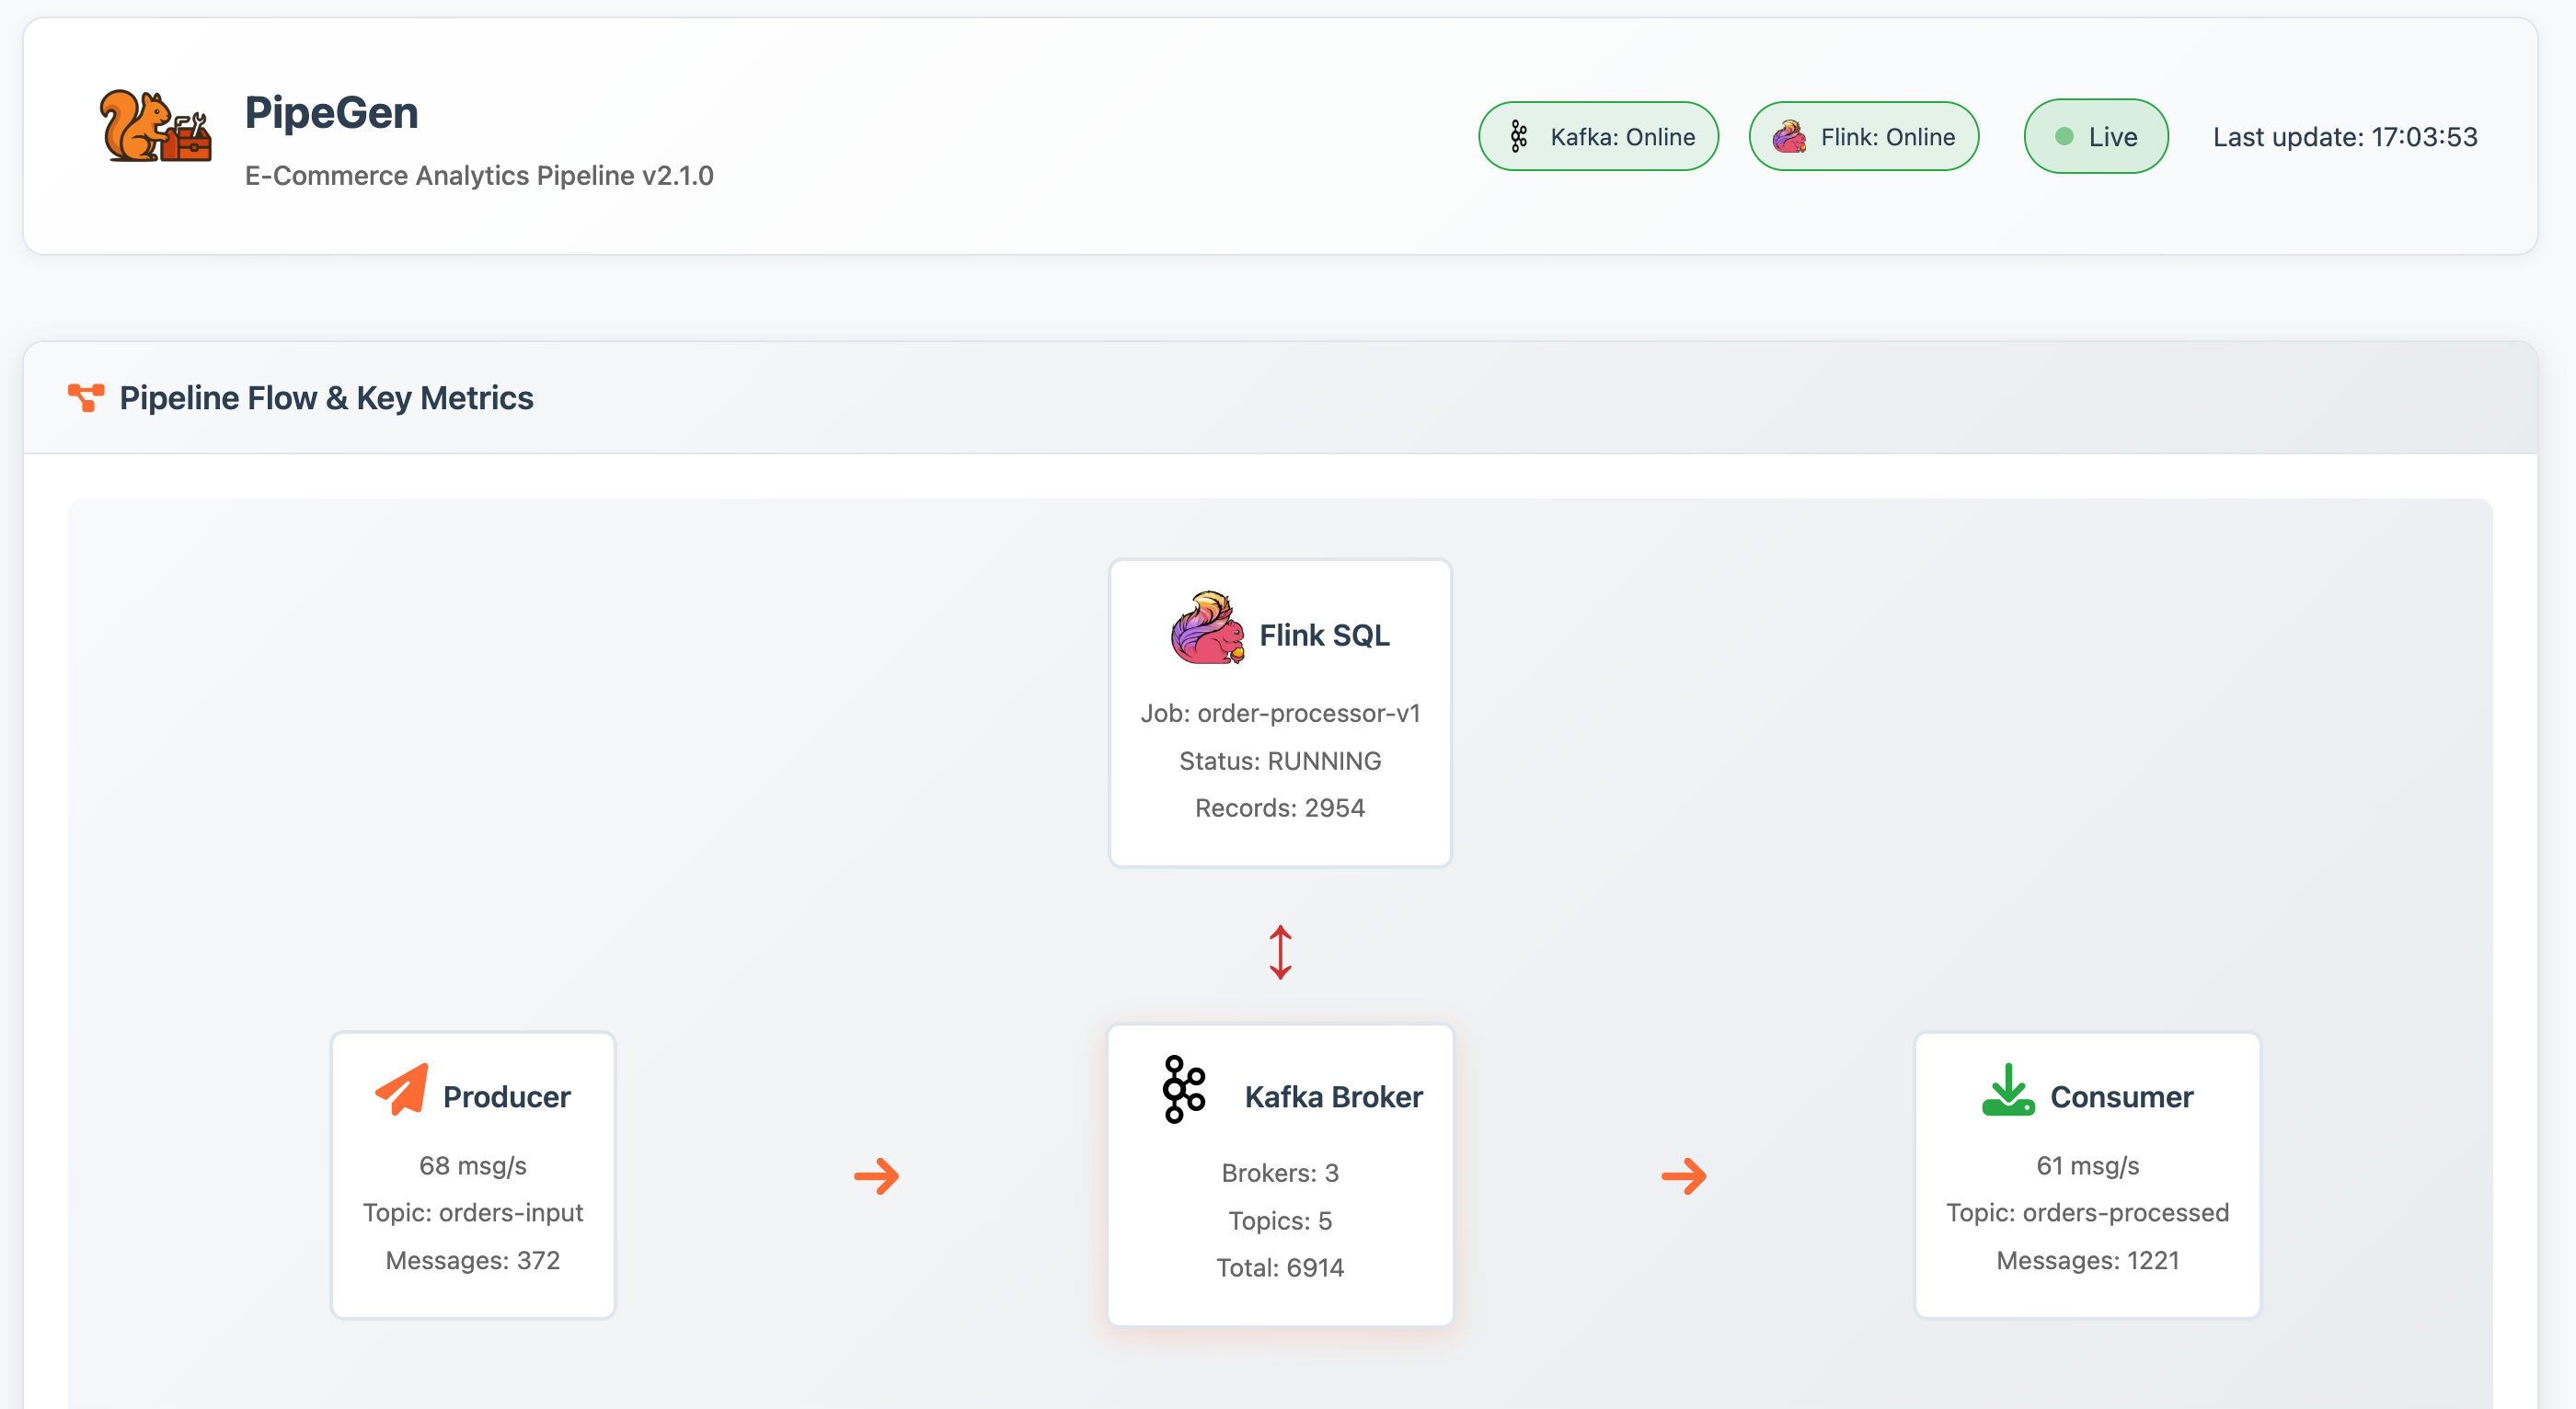 PipeGen
E-Commerce Analytics Pipeline v2.1.0
Kafka: Online
Flink: Online
Live
Last update: 17:03:53
Pipeline Flow & Key Metrics
Flink SQL
Job: order-processor-v1
Status: RUNNING
Records: 2954
Producer
68 msg/s
Topic: orders-input
Messages: 372
Kafka Broker
Brokers: 3
Topics: 5
Total: 6914
Consumer
61 msg/s
Topic: orders-processed
Messages: 1221